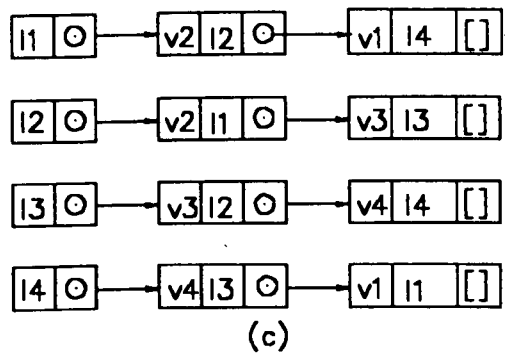 l1 v2 l2 v1 l4 []
l2 v2 l1 v3 l3 []
l3 v3 l2 v4 l4 []
l4 v4 l3 v1 l1 []
(c)